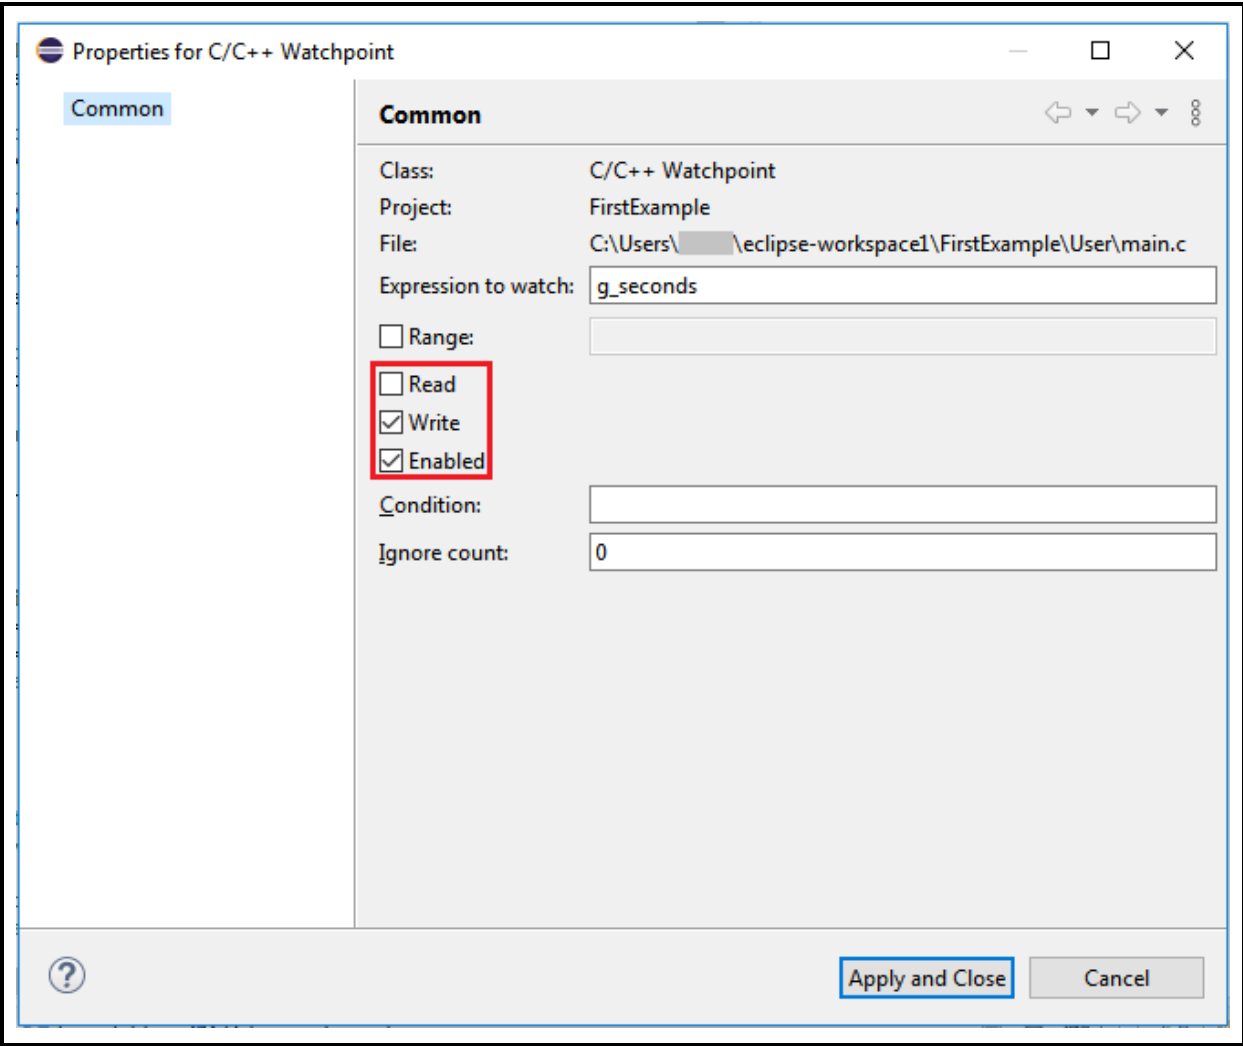 Properties for C/C++ Watchpoint
Common
Common
Class: C/C++ Watchpoint
Project: FirstExample
File: C:\Users\ \eclipse-workspace1\FirstExample\User\main.c
Expression to watch: g_seconds
Range:
Read
Write
Enabled
Condition:
Ignore count: 0
?
Apply and Close Cancel